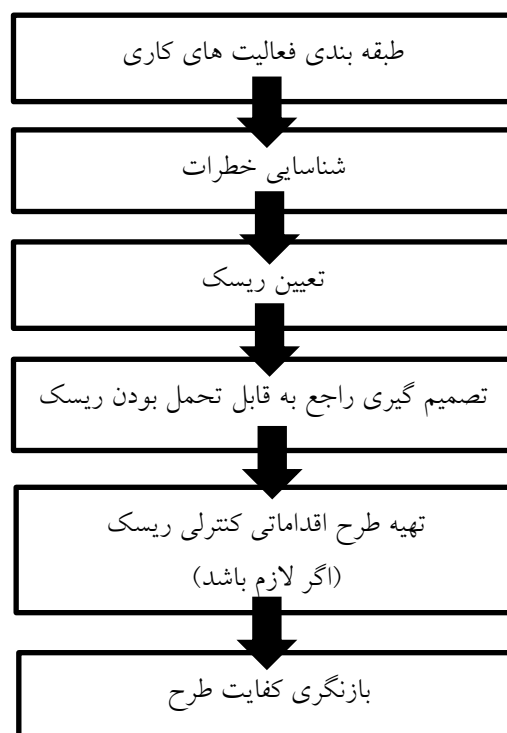 طبقه بندی فعالیت های کاری
شناسایی خطرات
تعیین ریسک
تصمیم گیری راجع به قابل تحمل بودن ریسک
تهیه طرح اقداماتی کنترلی ریسک
(اگر لازم باشد)
بازنگری کفایت طرح